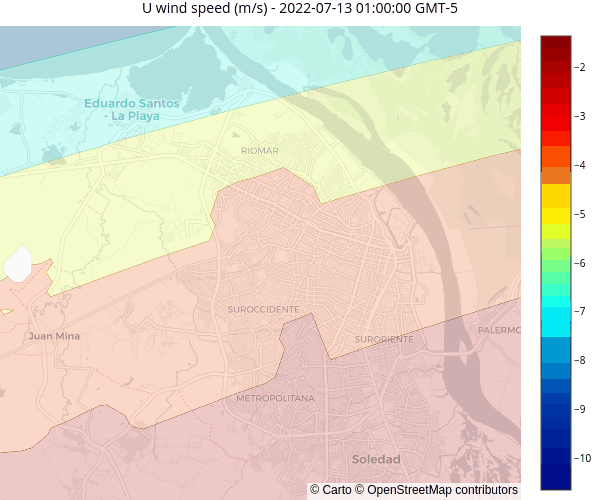 U wind speed (m/s) - 2022-07-13 01:00:00 GMT-5
Eduardo Santos
- La Playa
RIOMAR
SUROCCIDENTE
Juan Mina
SURORIENTE
PALERMO
METROPOLITANA
Soledad
© Carto © OpenStreetMap contributors
−2
−3
−4
−5
−6
−7
−8
−9
−10